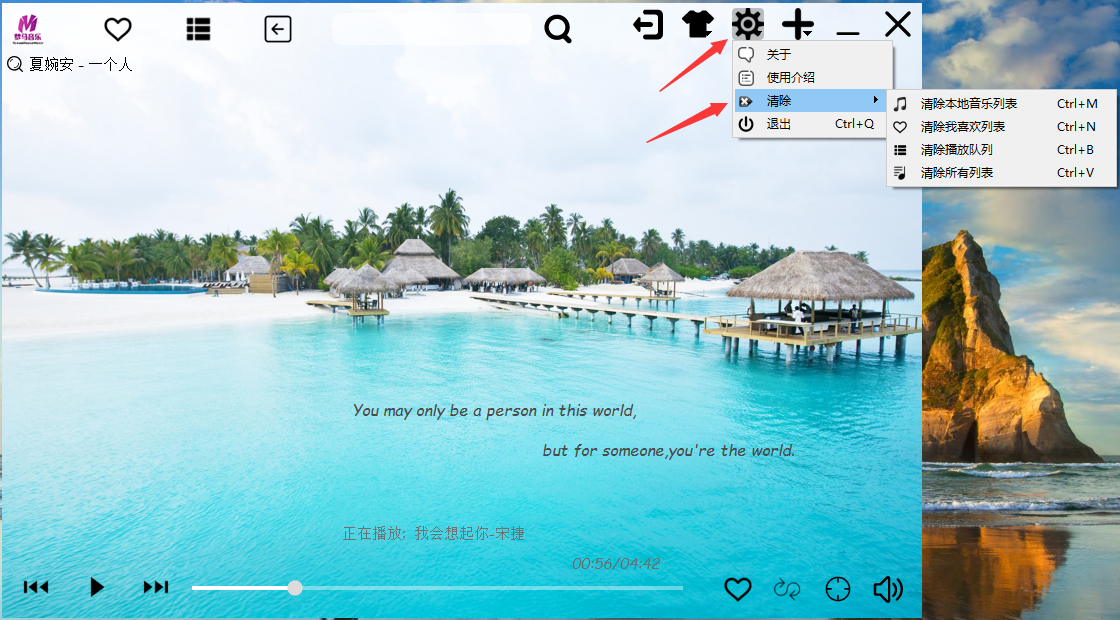 梦马音乐
夏婉安 - 一个人
关于
使用介绍
清除
退出 Ctrl+Q
清除本地音乐列表 Ctrl+M
清除我喜欢列表 Ctrl+N
清除播放队列 Ctrl+B
清除所有列表 Ctrl+V
You may only be a person in this world,
but for someone,you're the world.
正在播放: 我会想起你-宋捷
00:56/04:42